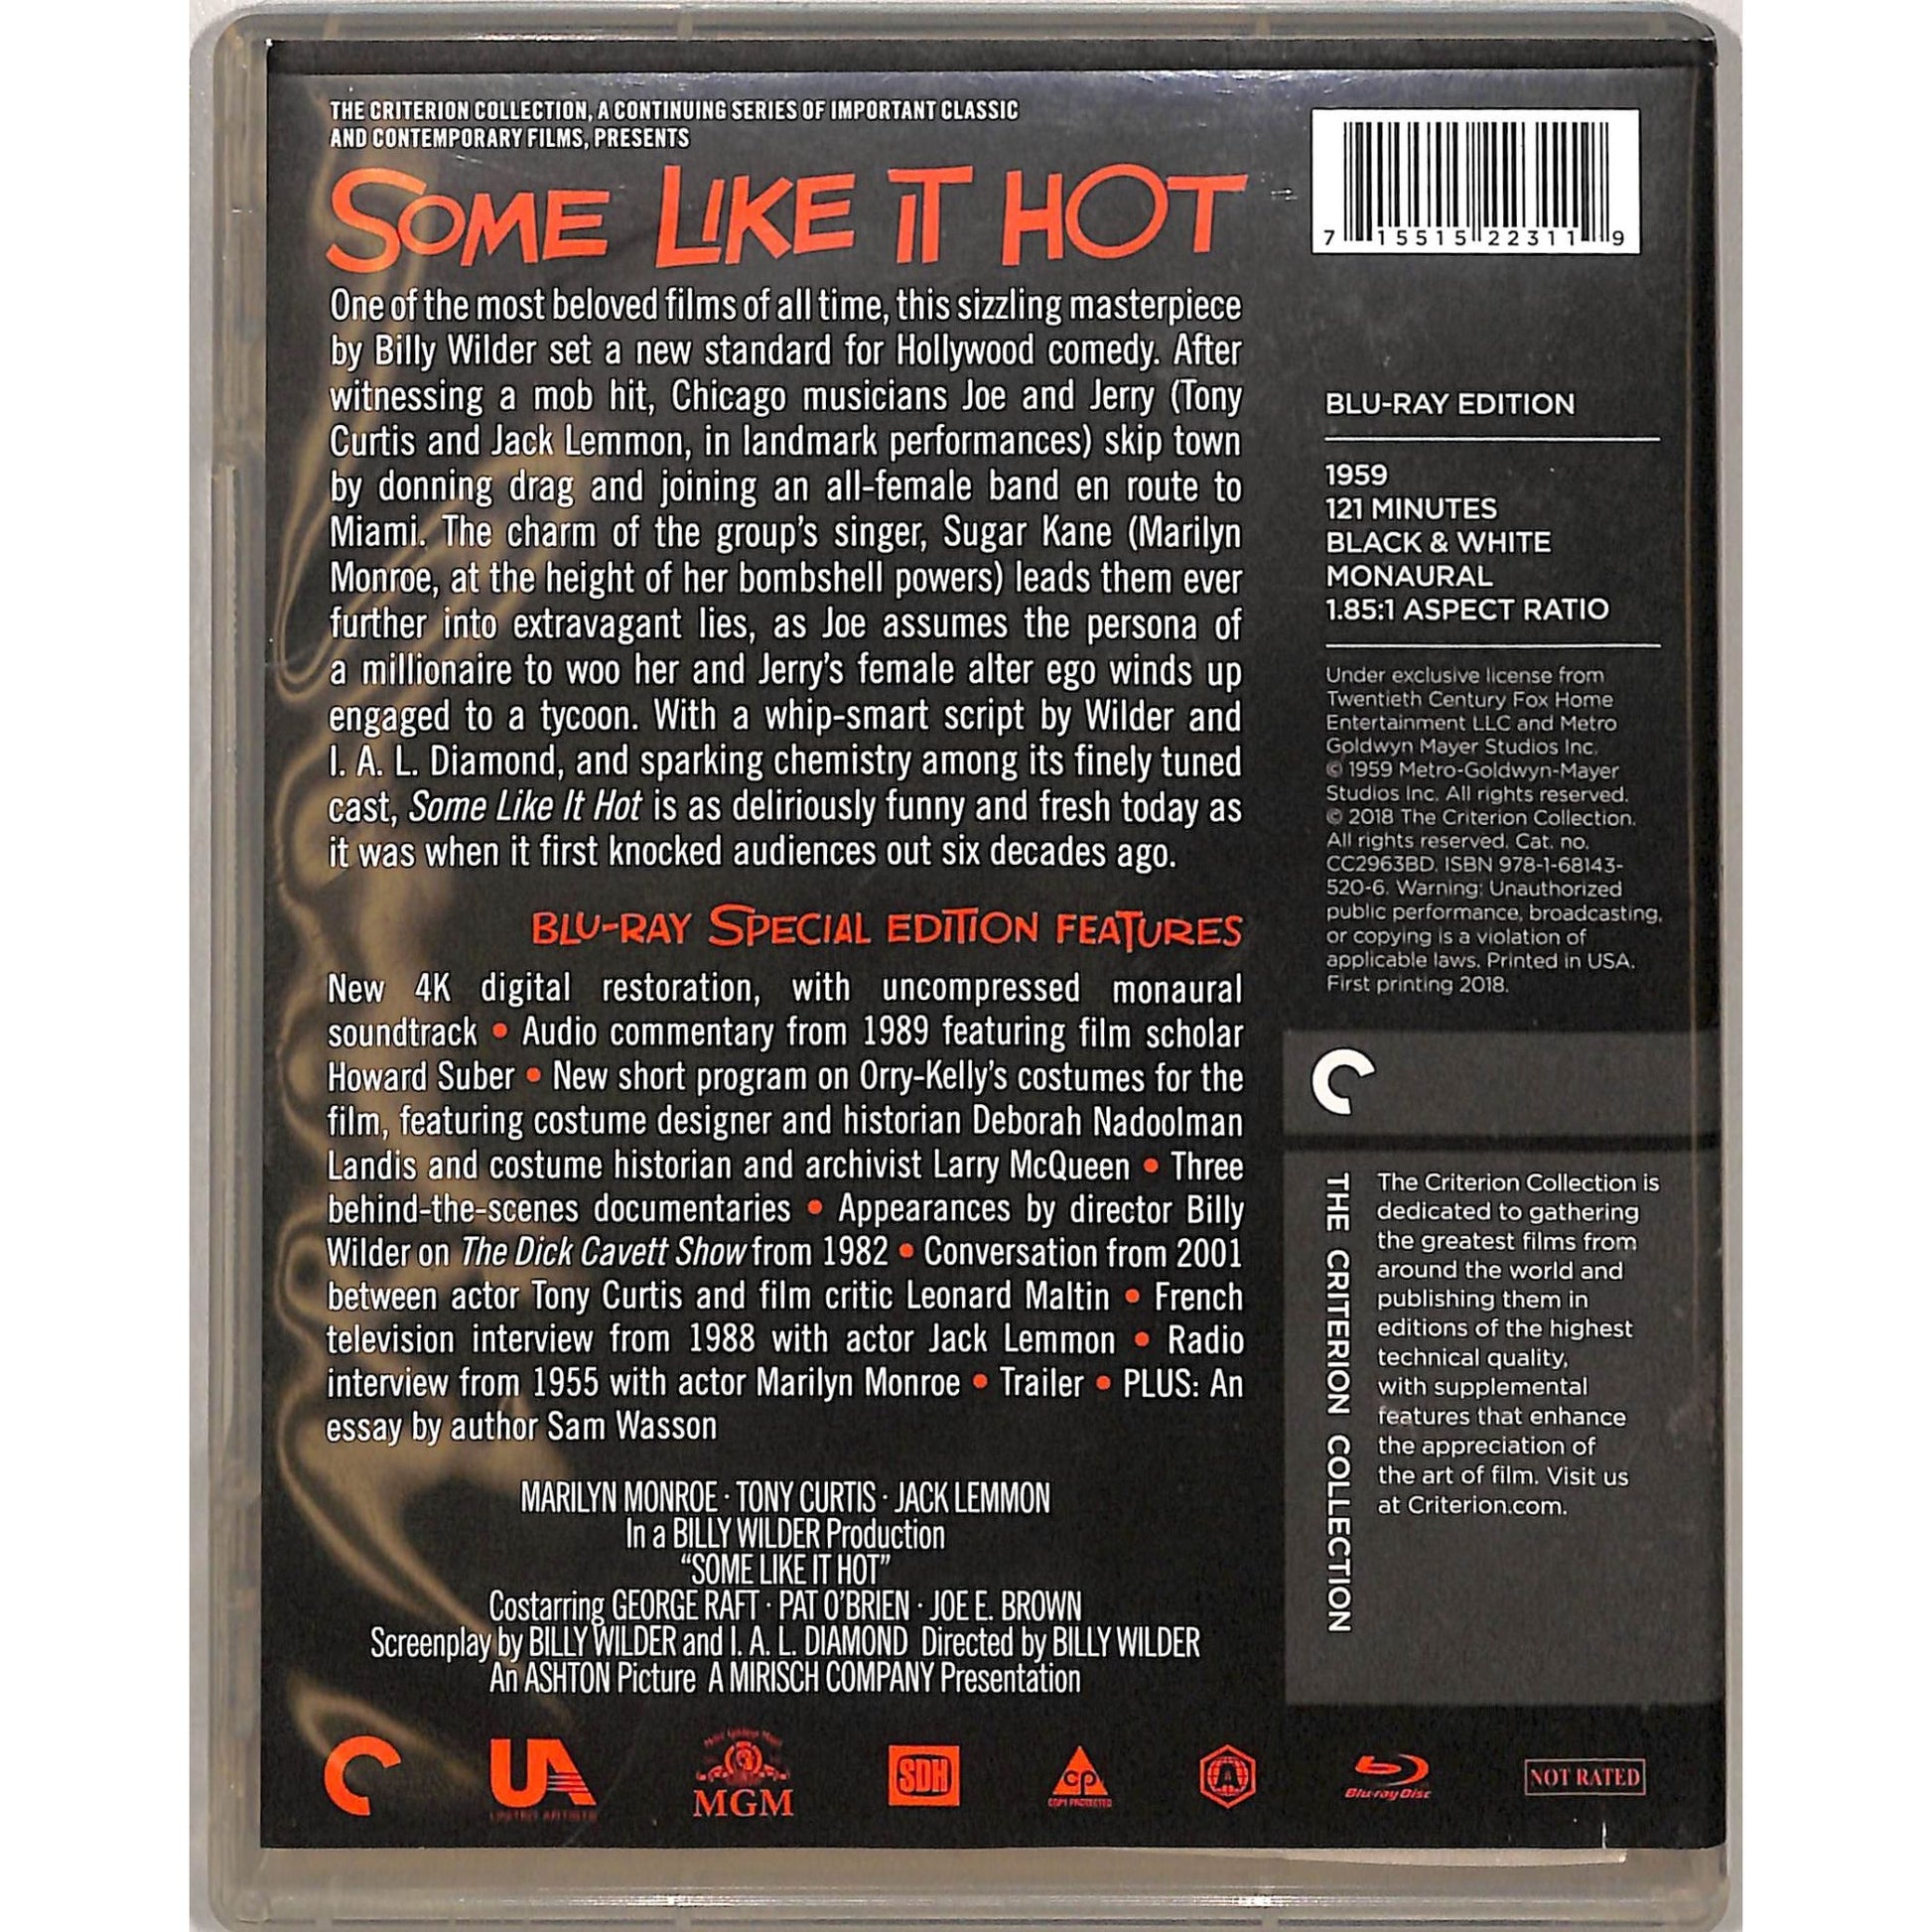 THE CRITERION COLLECTION, A CONTINUING SERIES OF IMPORTANT CLASSIC
AND CONTEMPORARY FILMS, PRESENTS
SOME LIKE IT HOT
One of the most beloved films of all time, this sizzling masterpiece
by Billy Wilder set a new standard for Hollywood comedy. After
witnessing a mob hit, Chicago musicians Joe and Jerry (Tony
Curtis and Jack Lemmon, in landmark performances) skip town
by donning drag and joining an all-female band en route to
Miami. The charm of the group's singer, Sugar Kane (Marilyn
Monroe, at the height of her bombshell powers) leads them ever
further into extravagant lies, as Joe assumes the persona of
a millionaire to woo her and Jerry's female alter ego winds up
engaged to a tycoon. With a whip-smart script by Wilder and
I. A. L. Diamond, and sparking chemistry among its finely tuned
cast, Some Like It Hot is as deliriously funny and fresh today as
it was when it first knocked audiences out six decades ago.
BLU-RAY SPECIAL EDITION FEATURES
New 4K digital restoration, with uncompressed monaural
soundtrack • Audio commentary from 1989 featuring film scholar
Howard Suber • New short program on Orry-Kelly's costumes for the
film, featuring costume designer and historian Deborah Nadoolman
Landis and costume historian and archivist Larry McQueen • Three
behind-the-scenes documentaries • Appearances by director Billy
Wilder on The Dick Cavett Show from 1982 • Conversation from 2001
between actor Tony Curtis and film critic Leonard Maltin • French
television interview from 1988 with actor Jack Lemmon • Radio
interview from 1955 with actor Marilyn Monroe • Trailer • PLUS: An
essay by author Sam Wasson
MARILYN MONROE · TONY CURTIS · JACK LEMMON
In a BILLY WILDER Production
"SOME LIKE IT HOT"
Costarring GEORGE RAFT · PAT O'BRIEN · JOE E. BROWN
Screenplay by BILLY WILDER and I. A. L. DIAMOND Directed by BILLY WILDER
An ASHTON Picture A MIRISCH COMPANY Presentation
7 15515 22311 9
BLU-RAY EDITION
1959
121 MINUTES
BLACK & WHITE
MONAURAL
1.85:1 ASPECT RATIO
Under exclusive license from
Twentieth Century Fox Home
Entertainment LLC and Metro
Goldwyn Mayer Studios Inc.
© 1959 Metro-Goldwyn-Mayer
Studios Inc. All rights reserved.
© 2018 The Criterion Collection.
All rights reserved. Cat. no.
CC2963BD. ISBN 978-1-68143-
520-6. Warning: Unauthorized
public performance, broadcasting,
or copying is a violation of
applicable laws. Printed in USA.
First printing 2018.
THE CRITERION COLLECTION
The Criterion Collection is
dedicated to gathering
the greatest films from
around the world and
publishing them in
editions of the highest
technical quality,
with supplemental
features that enhance
the appreciation of
the art of film. Visit us
at Criterion.com.
UA
UNITED ARTISTS
MGM
SDH
CP
COPY PROTECTED
A
Blu-ray Disc
NOT RATED